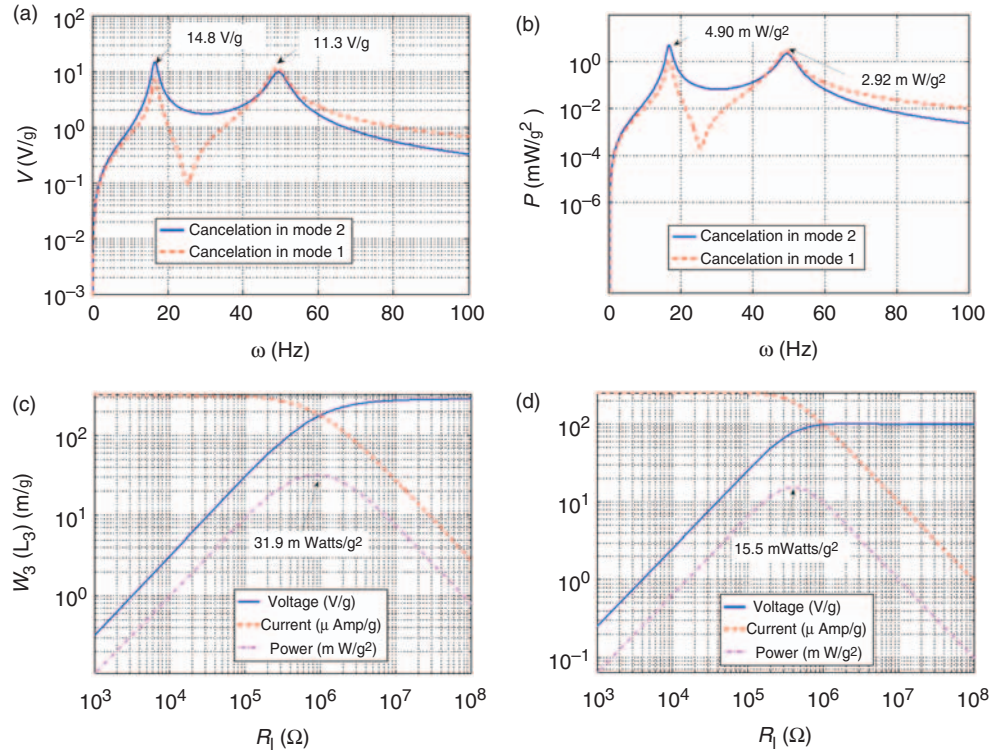 (a)
14.8 V/g
11.3 V/g
10²
10¹
10⁰
10⁻¹
10⁻²
10⁻³
V (V/g)
Cancelation in mode 2
Cancelation in mode 1
0 20 40 60 80 100
ω (Hz)
(b)
4.90 m W/g²
2.92 m W/g²
10⁰
10⁻²
10⁻⁴
10⁻⁶
P (mW/g²)
Cancelation in mode 2
Cancelation in mode 1
0 20 40 60 80 100
ω (Hz)
(c)
10²
10¹
10⁰
W₃ (L₃) (m/g)
31.9 m Watts/g²
Voltage (V/g)
Current (μ Amp/g)
Power (m W/g²)
10³ 10⁴ 10⁵ 10⁶ 10⁷ 10⁸
Rₗ (Ω)
(d)
10²
10¹
10⁰
10⁻¹
15.5 mWatts/g²
Voltage (V/g)
Current (μ Amp/g)
Power (m W/g²)
10³ 10⁴ 10⁵ 10⁶ 10⁷ 10⁸
Rₗ (Ω)